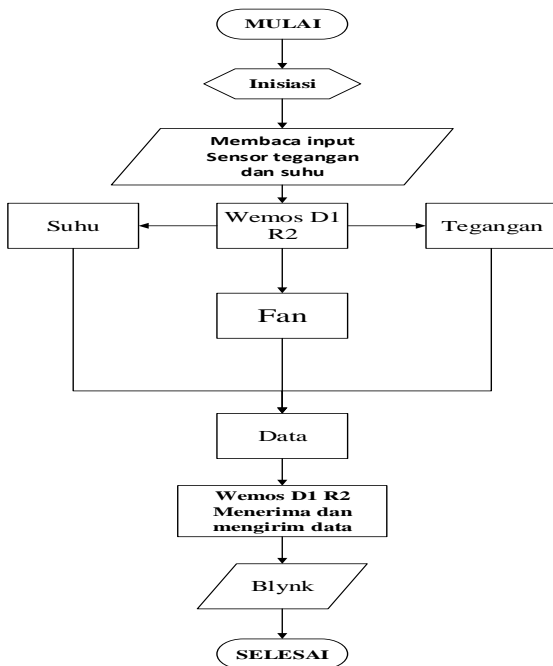 MULAI
Inisiasi
Membaca input
Sensor tegangan
dan suhu
Suhu
Wemos D1
R2
Tegangan
Fan
Data
Wemos D1 R2
Menerima dan
mengirim data
Blynk
SELESAI